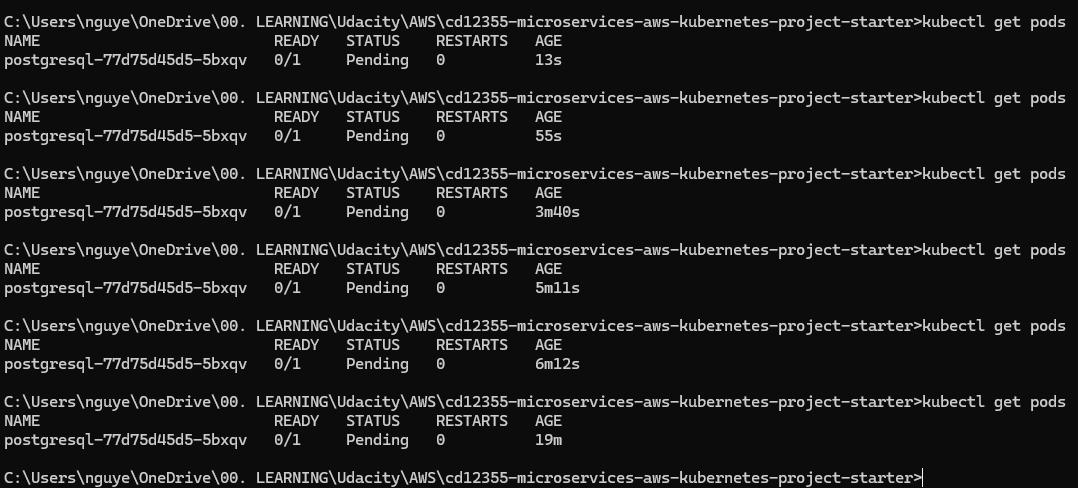 C:\Users\nguye\OneDrive\00. LEARNING\Udacity\AWS\cd12355-microservices-aws-kubernetes-project-starter>kubectl get pods
NAME                          READY   STATUS    RESTARTS   AGE
postgresql-77d75d45d5-5bxqv   0/1     Pending   0          13s

C:\Users\nguye\OneDrive\00. LEARNING\Udacity\AWS\cd12355-microservices-aws-kubernetes-project-starter>kubectl get pods
NAME                          READY   STATUS    RESTARTS   AGE
postgresql-77d75d45d5-5bxqv   0/1     Pending   0          55s

C:\Users\nguye\OneDrive\00. LEARNING\Udacity\AWS\cd12355-microservices-aws-kubernetes-project-starter>kubectl get pods
NAME                          READY   STATUS    RESTARTS   AGE
postgresql-77d75d45d5-5bxqv   0/1     Pending   0          3m40s

C:\Users\nguye\OneDrive\00. LEARNING\Udacity\AWS\cd12355-microservices-aws-kubernetes-project-starter>kubectl get pods
NAME                          READY   STATUS    RESTARTS   AGE
postgresql-77d75d45d5-5bxqv   0/1     Pending   0          5m11s

C:\Users\nguye\OneDrive\00. LEARNING\Udacity\AWS\cd12355-microservices-aws-kubernetes-project-starter>kubectl get pods
NAME                          READY   STATUS    RESTARTS   AGE
postgresql-77d75d45d5-5bxqv   0/1     Pending   0          6m12s

C:\Users\nguye\OneDrive\00. LEARNING\Udacity\AWS\cd12355-microservices-aws-kubernetes-project-starter>kubectl get pods
NAME                          READY   STATUS    RESTARTS   AGE
postgresql-77d75d45d5-5bxqv   0/1     Pending   0          19m

C:\Users\nguye\OneDrive\00. LEARNING\Udacity\AWS\cd12355-microservices-aws-kubernetes-project-starter>